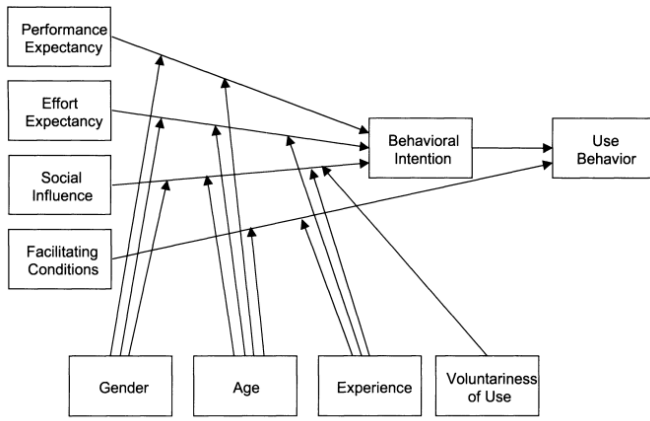 Performance
Expectancy
Effort
Expectancy
Social
Influence
Facilitating
Conditions
Behavioral
Intention
Use
Behavior
Gender
Age
Experience
Voluntariness
of Use